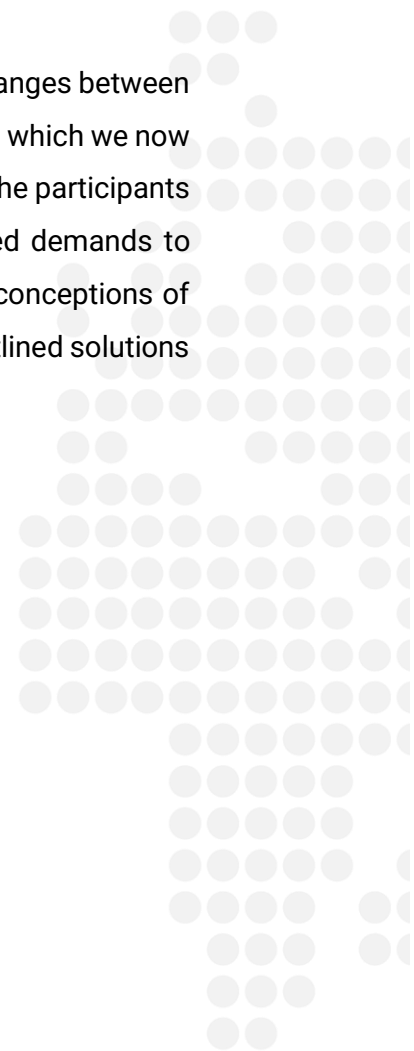 anges between
which we now
he participants
ed demands to
conceptions of
lined solutions